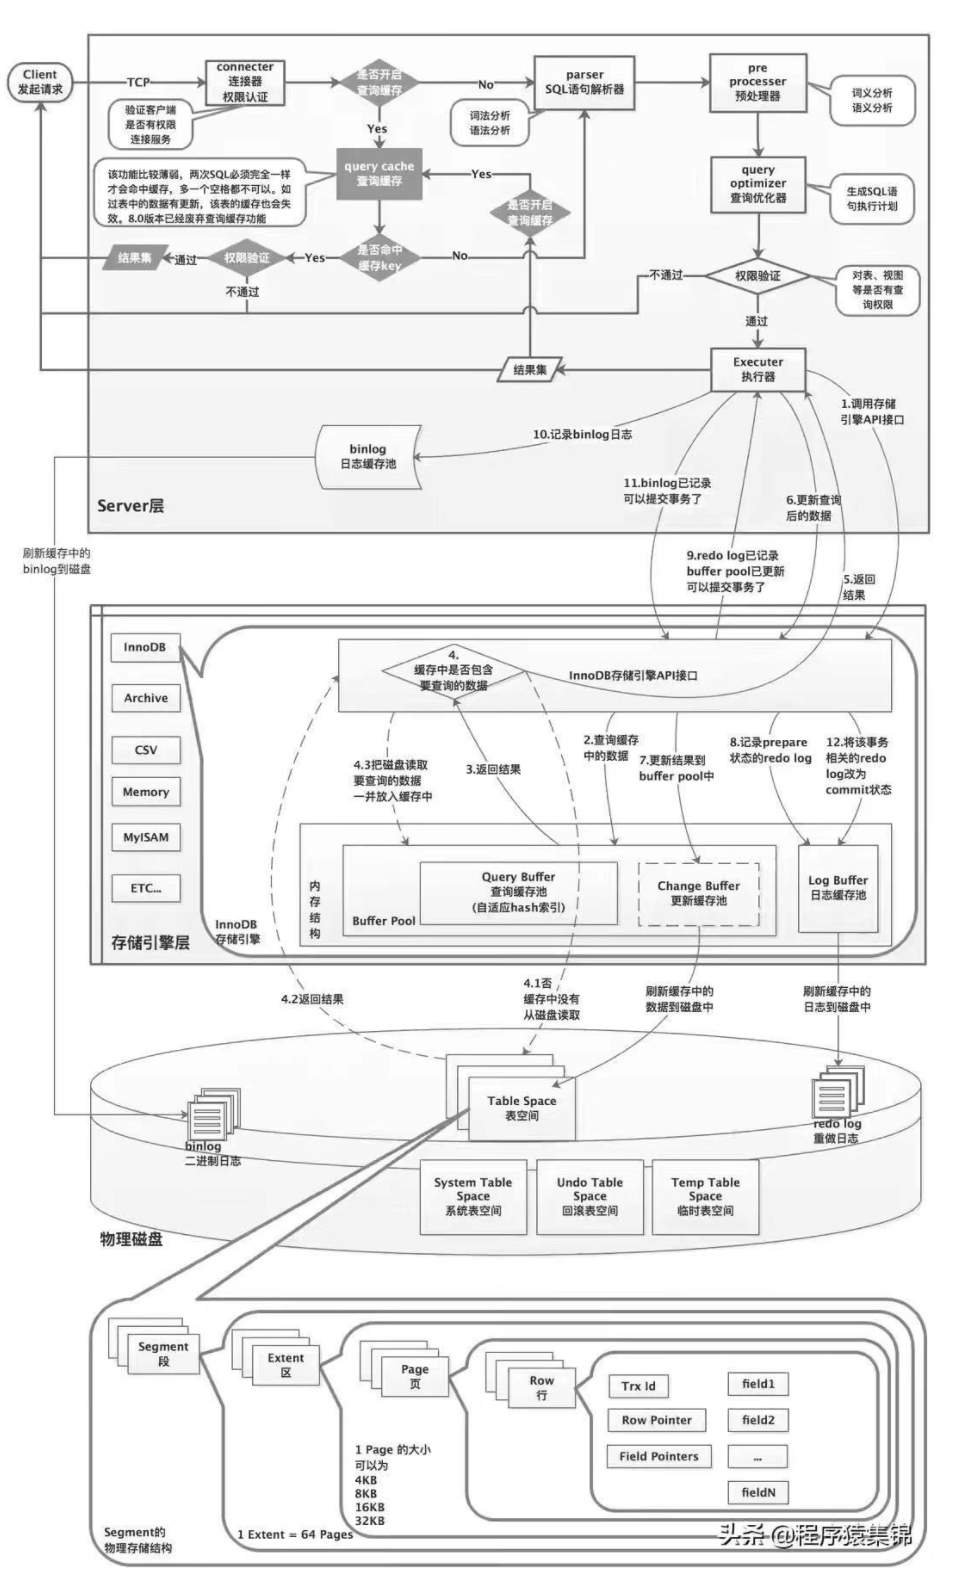 Client
发起请求
TCP
connecter
连接器
权限认证
是否开启
查询缓存
No
parser
SQL语句解析器
pre
processer
预处理器
词义分析
语义分析
验证客户端
是否有权限
连接服务
Yes
词法分析
语法分析
该功能比较薄弱，两次SQL必须完全一样
才会命中缓存，多一个空格都不可以。如
过表中的数据有更新，该表的缓存也会失
效。8.0版本已经废弃查询缓存功能
query cache
查询缓存
Yes
是否开启
查询缓存
query
optimizer
查询优化器
生成SQL语
句执行计划
结果集
通过
权限验证
Yes
是否命中
缓存key
No
不通过
不通过
权限验证
对表、视图
等是否有查
询权限
通过
结果集
Executer
执行器
1.调用存储
引擎API接口
10.记录binlog日志
binlog
日志缓存池
11.binlog已记录
可以提交事务了
6.更新查询
后的数据
Server层
刷新缓存中的
binlog到磁盘
9.redo log已记录
buffer pool已更新
可以提交事务了
5.返回
结果
InnoDB
Archive
CSV
Memory
MyISAM
ETC...
存储引擎层
4.
缓存中是否包含
要查询的数据
InnoDB存储引擎API接口
4.3把磁盘读取
要查询的数据
一并放入缓存中
3.返回结果
2.查询缓存
中的数据
7.更新结果到
buffer pool中
8.记录prepare
状态的redo log
12.将该事务
相关的redo
log改为
commit状态
内存结构
Buffer Pool
Query Buffer
查询缓存池
(自适应hash索引)
Change Buffer
更新缓存池
Log Buffer
日志缓存池
InnoDB
存储引擎
4.2返回结果
4.1否
缓存中没有
从磁盘读取
刷新缓存中的
数据到磁盘中
刷新缓存中的
日志到磁盘中
binlog
二进制日志
Table Space
表空间
redo log
重做日志
System Table
Space
系统表空间
Undo Table
Space
回滚表空间
Temp Table
Space
临时表空间
物理磁盘
Segment
段
Extent
区
Page
页
Row
行
Trx Id
Row Pointer
Field Pointers
field1
field2
...
fieldN
1 Page 的大小
可以为
4KB
8KB
16KB
32KB
Segment的
物理存储结构
1 Extent = 64 Pages
头条 @程序猿集锦